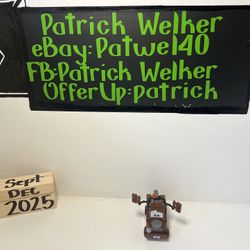 Patrick Welker
eBay: Patwel40
FB: Patrick Welker
OfferUp: patrick
Sept
DEC
2025